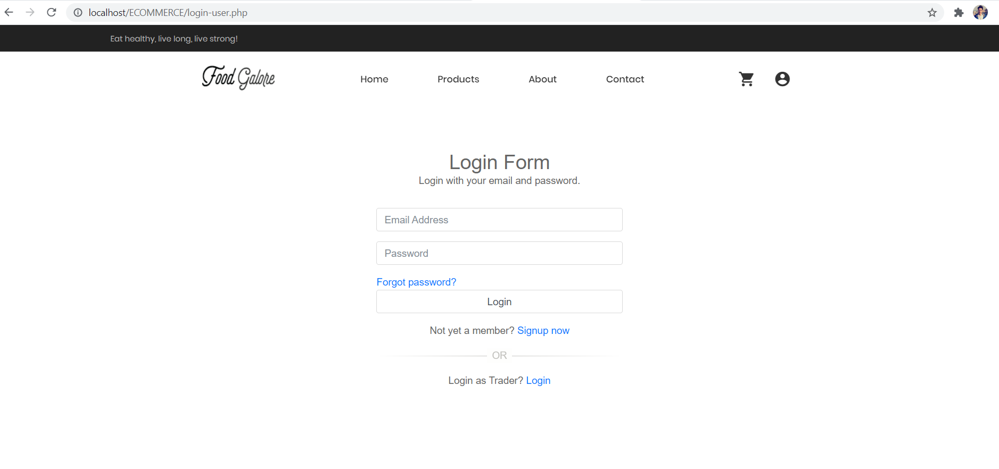 localhost/ECOMMERCE/login-user.php
Eat healthy, live long, live strong!
Food Galore
Home
Products
About
Contact
Login Form
Login with your email and password.
Email Address
Password
Forgot password?
Login
Not yet a member? Signup now
OR
Login as Trader? Login